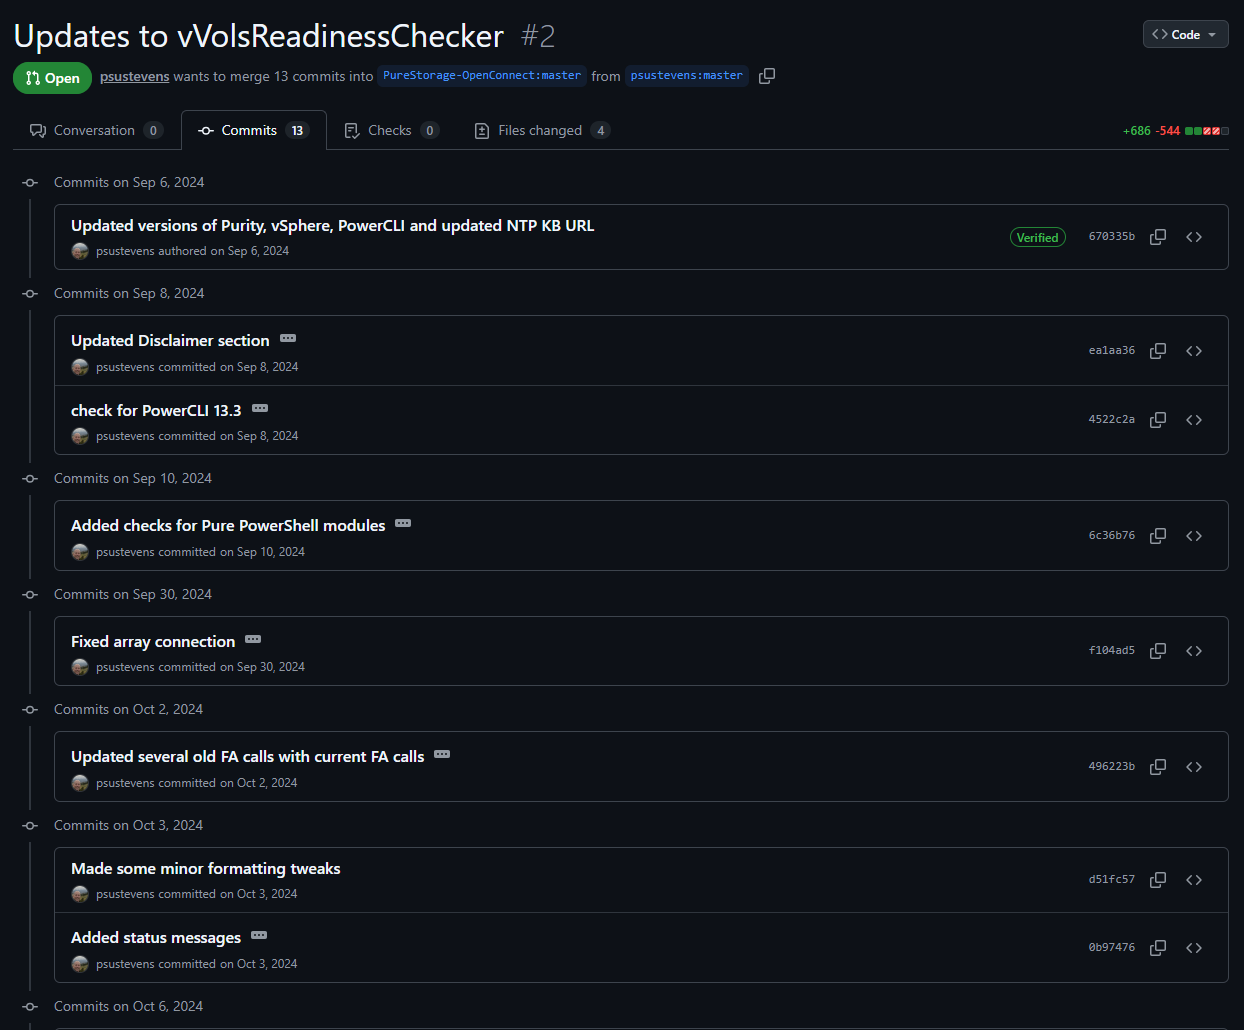 Updates to vVolsReadinessChecker #2
Code
Open psustevens wants to merge 13 commits into PureStorage-OpenConnect:master from psustevens:master
Conversation 0 Commits 13 Checks 0 Files changed 4 +686 -544
Commits on Sep 6, 2024
Updated versions of Purity, vSphere, PowerCLI and updated NTP KB URL
psustevens authored on Sep 6, 2024
Verified 670335b
Commits on Sep 8, 2024
Updated Disclaimer section
psustevens committed on Sep 8, 2024
ea1aa36
check for PowerCLI 13.3
psustevens committed on Sep 8, 2024
4522c2a
Commits on Sep 10, 2024
Added checks for Pure PowerShell modules
psustevens committed on Sep 10, 2024
6c36b76
Commits on Sep 30, 2024
Fixed array connection
psustevens committed on Sep 30, 2024
f104ad5
Commits on Oct 2, 2024
Updated several old FA calls with current FA calls
psustevens committed on Oct 2, 2024
496223b
Commits on Oct 3, 2024
Made some minor formatting tweaks
psustevens committed on Oct 3, 2024
d51fc57
Added status messages
psustevens committed on Oct 3, 2024
0b97476
Commits on Oct 6, 2024